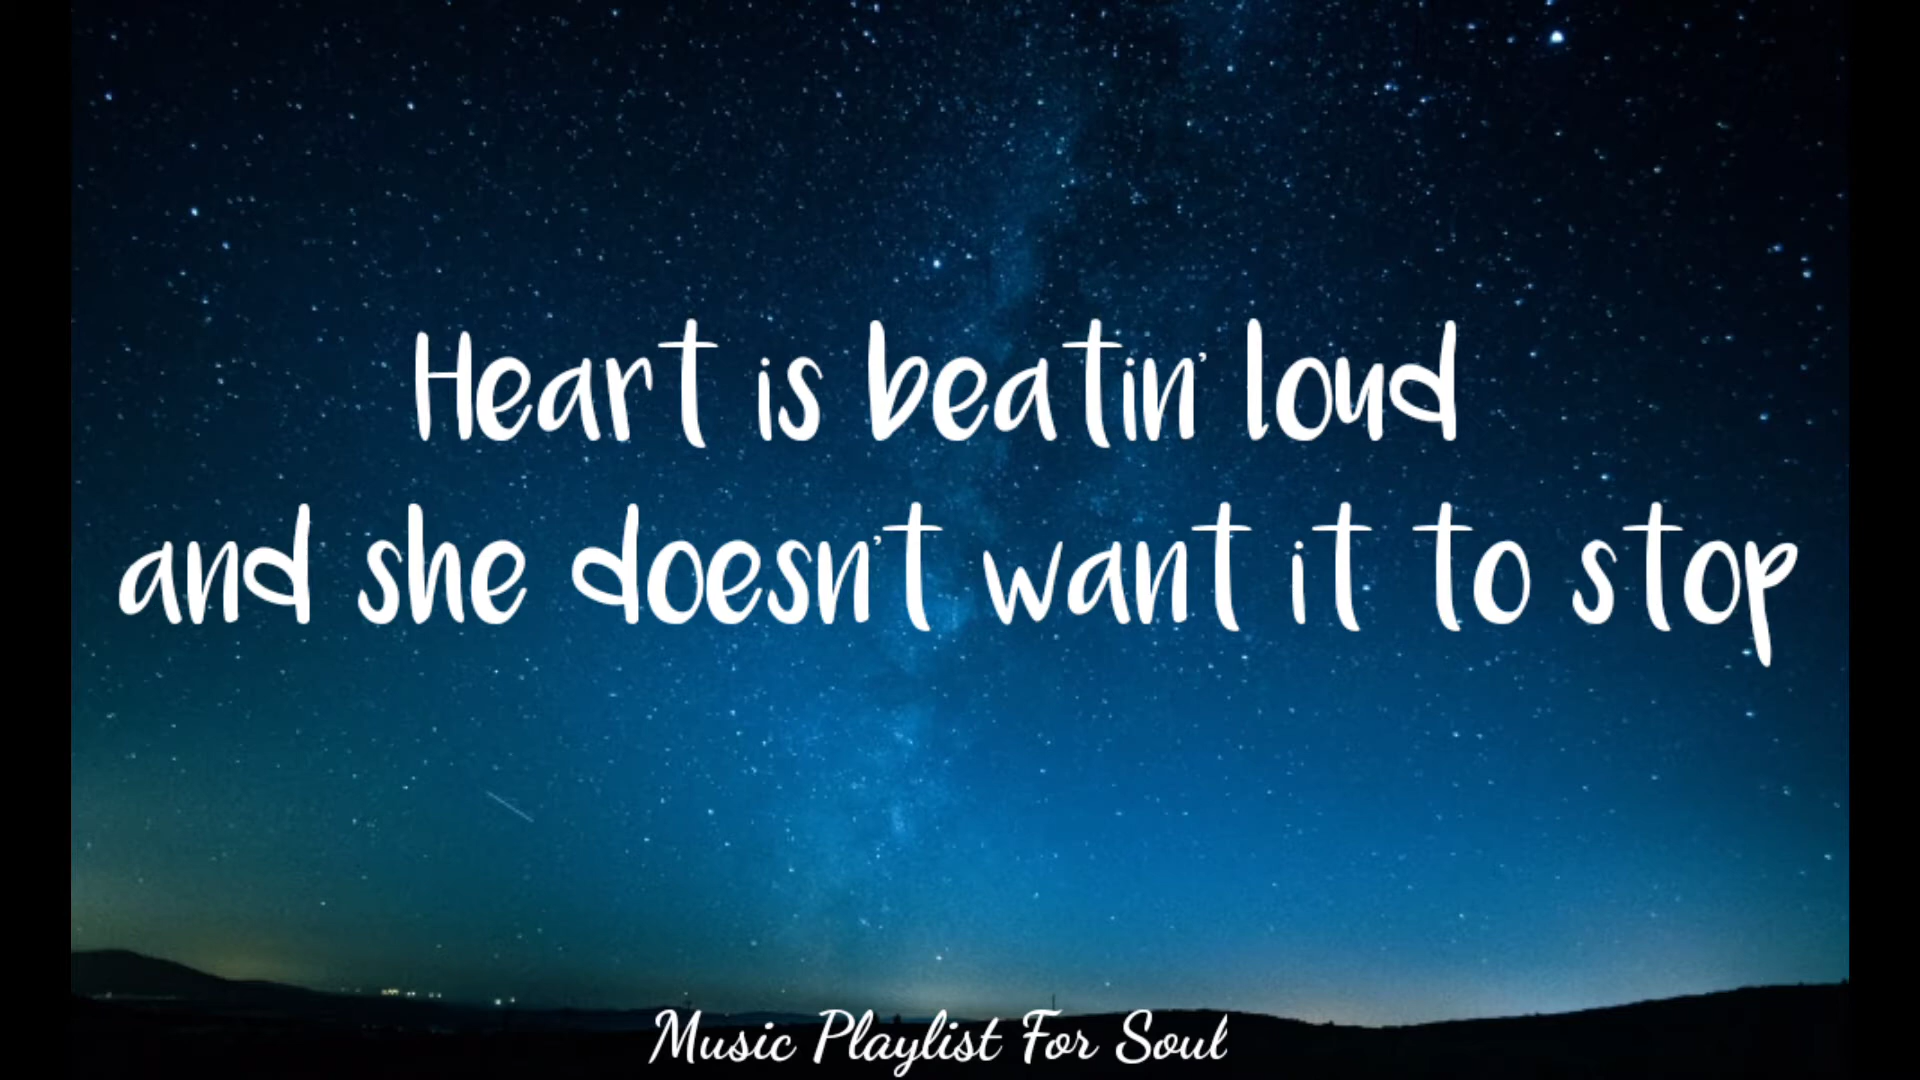 Heart is beatin' loud
and she doesn't want it to stop
Music Playlist For Soul